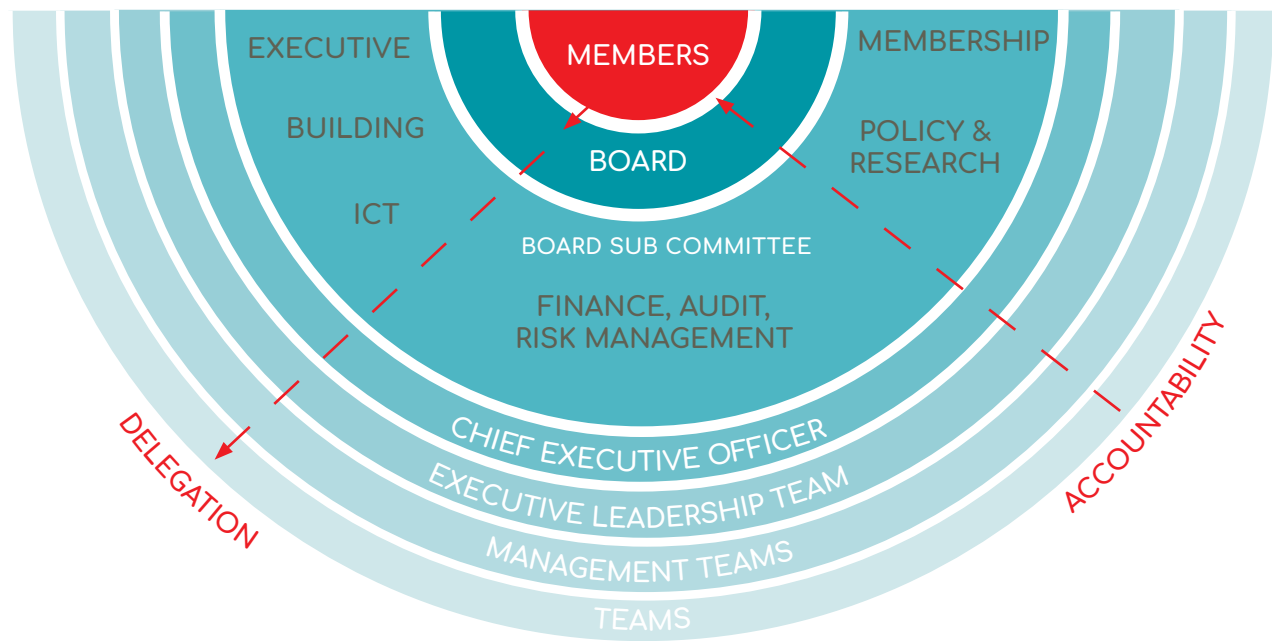 EXECUTIVE
MEMBERS
MEMBERSHIP
BUILDING
POLICY &
RESEARCH
BOARD
ICT
BOARD SUB COMMITTEE
FINANCE, AUDIT,
RISK MANAGEMENT
CHIEF EXECUTIVE OFFICER
EXECUTIVE LEADERSHIP TEAM
MANAGEMENT TEAMS
TEAMS
DELEGATION
ACCOUNTABILITY